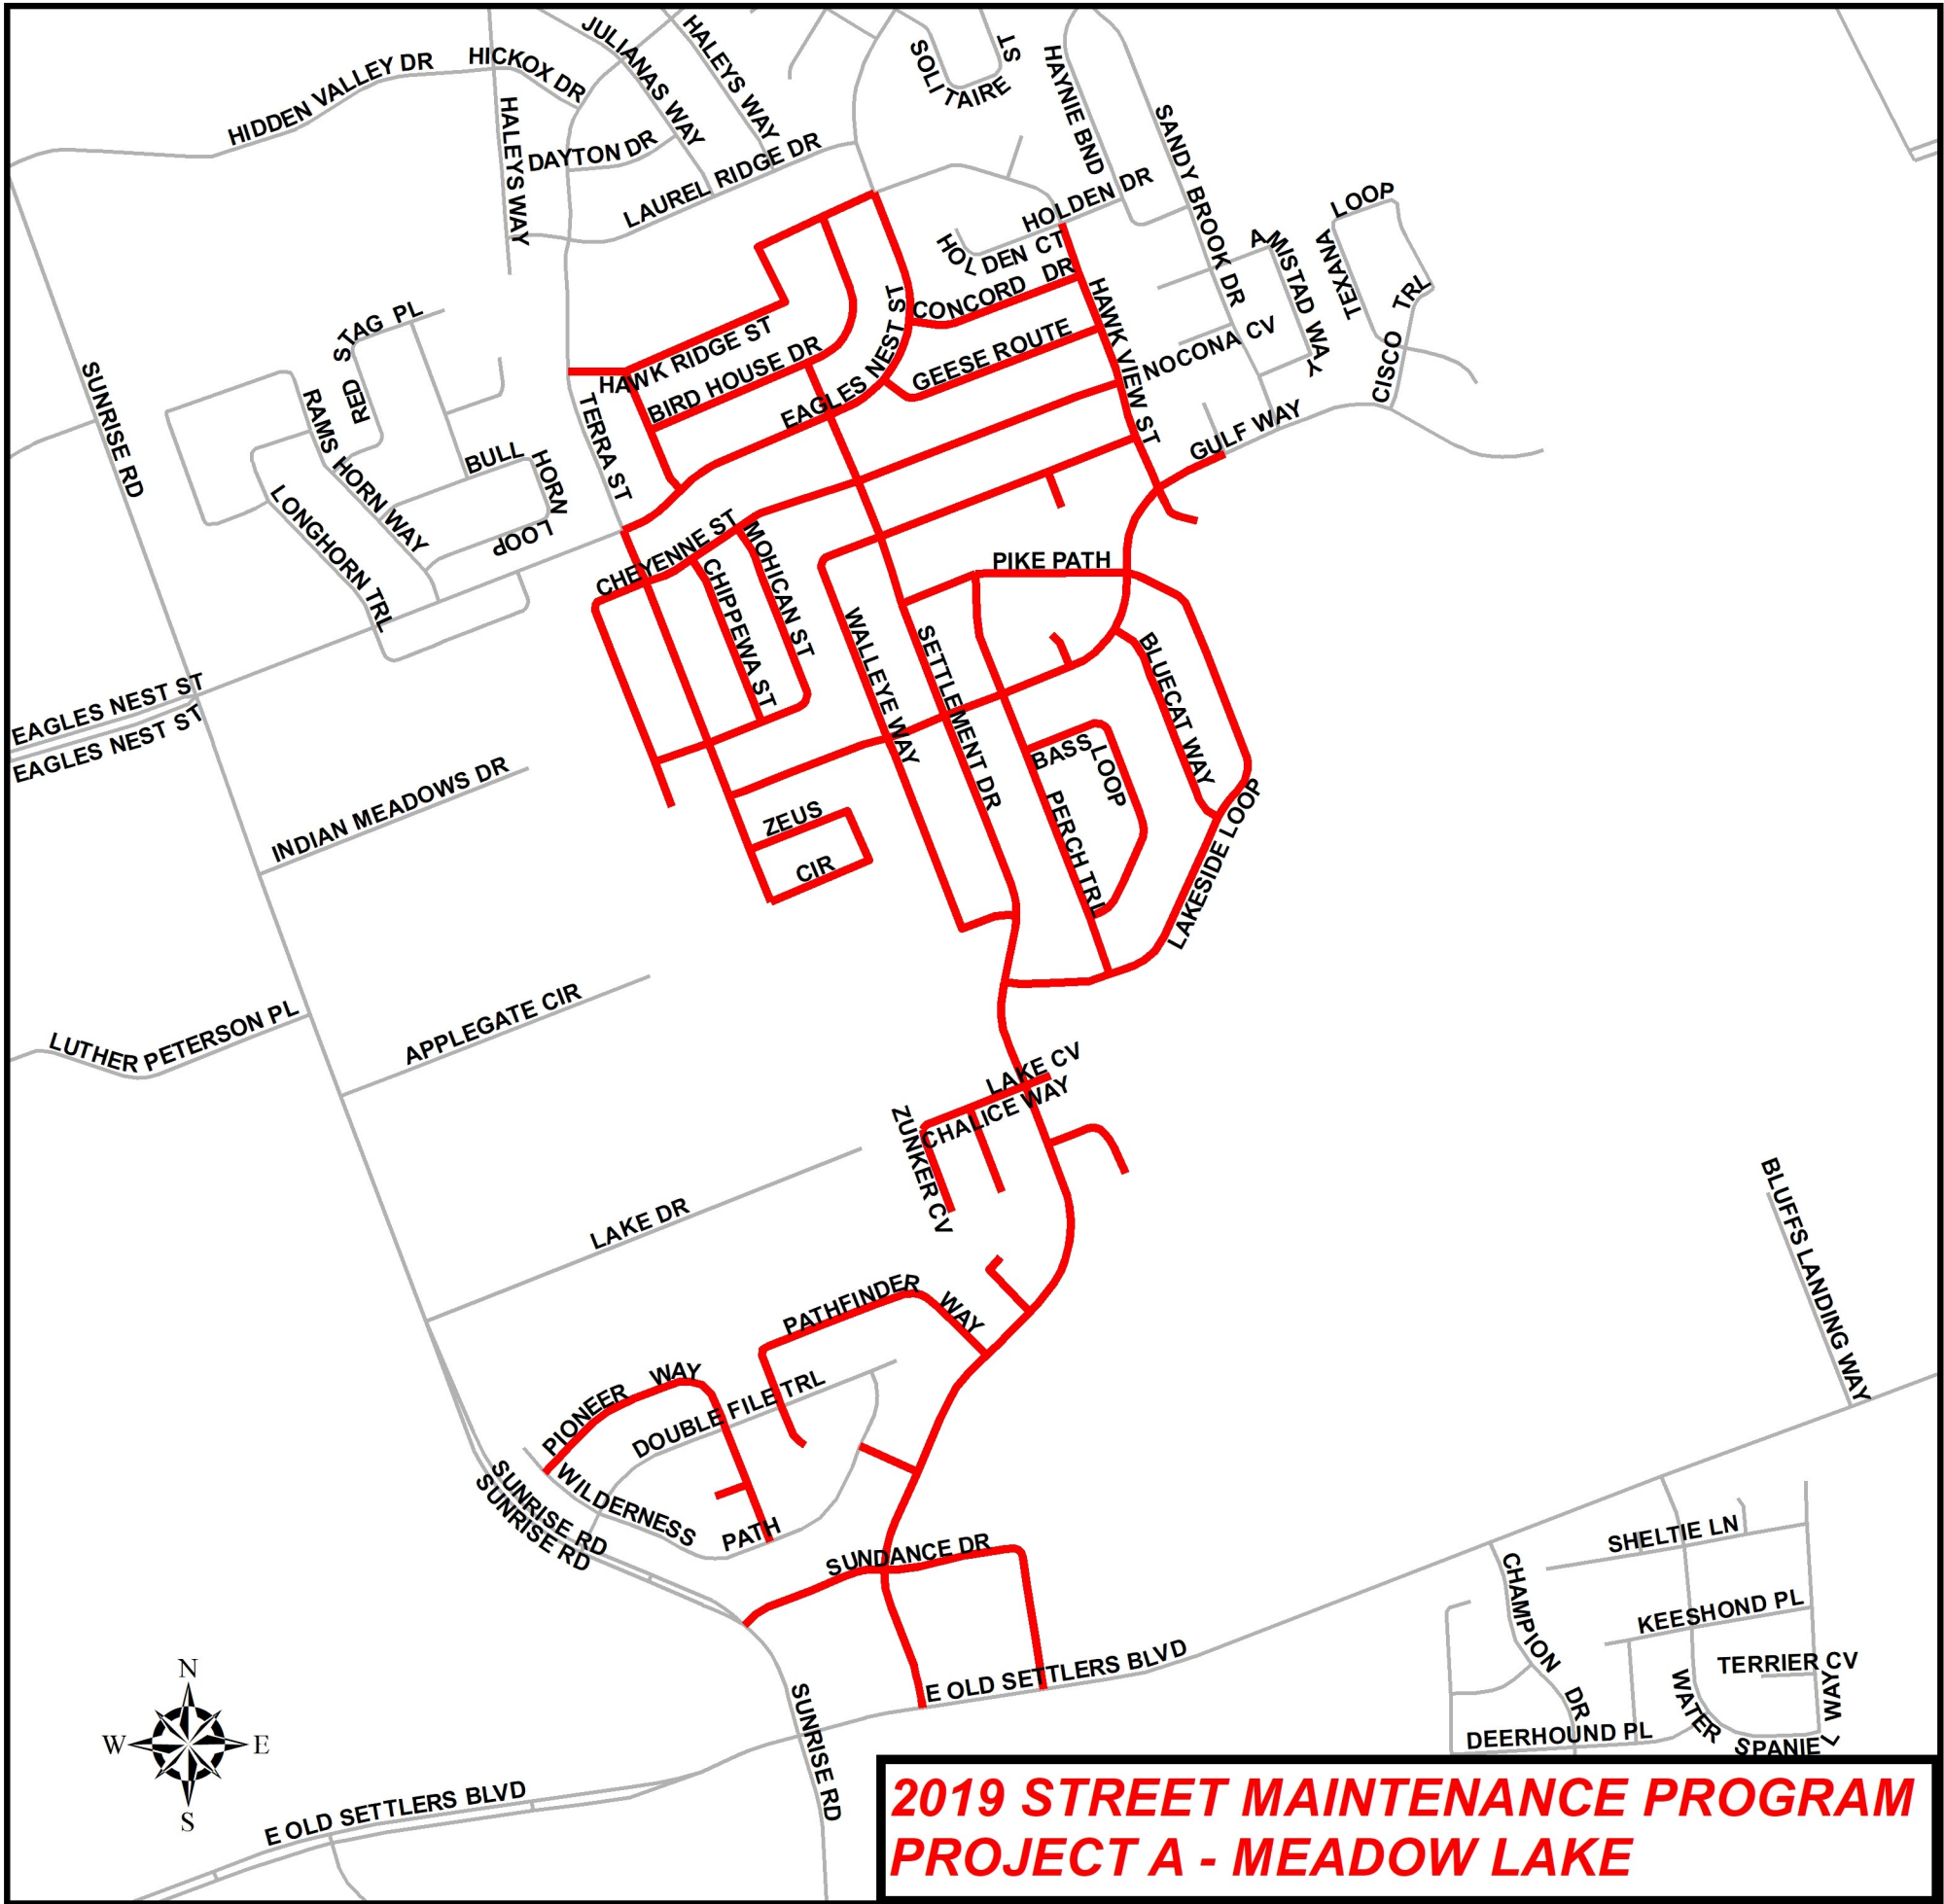 HIDDEN VALLEY DR
HICKOX DR
JULIANAS WAY
HALEYS WAY
SOLITAIRE ST
HAYNIE BND
SANDY BROOK DR
HALEYS WAY
DAYTON DR
LAUREL RIDGE DR
HOLDEN DR
HOLDEN CT
AMISTAD WAY
TEXANA LOOP
CISCO TRL
CONCORD DR
HAWK VIEW ST
NOCONA CV
GULF WAY
GEESE ROUTE
EAGLES NEST ST
HAWK RIDGE ST
BIRD HOUSE DR
TERRA ST
RED STAG PL
RAMS HORN WAY
BULL HORN LOOP
LONGHORN TRL
SUNRISE RD
CHEYENNE ST
MOHICAN ST
CHIPPEWA ST
PIKE PATH
WALLEYE WAY
SETTLEMENT DR
BLUECAT WAY
BASS LOOP
PERCH TRL
LAKESIDE LOOP
EAGLES NEST ST
EAGLES NEST ST
INDIAN MEADOWS DR
ZEUS CIR
APPLEGATE CIR
LUTHER PETERSON PL
LAKE CV
CHALICE WAY
ZUNKER CV
LAKE DR
BLUFFS LANDING WAY
PATHFINDER WAY
PIONEER WAY
DOUBLE FILE TRL
WILDERNESS PATH
SUNRISE RD
SUNRISE RD
SUNDANCE DR
SHELTIE LN
CHAMPION DR
KEESHOND PL
TERRIER CV
WATER SPANIEL WAY
DEERHOUND PL
E OLD SETTLERS BLVD
SUNRISE RD
E OLD SETTLERS BLVD
N
W E
S
2019 STREET MAINTENANCE PROGRAM
PROJECT A - MEADOW LAKE